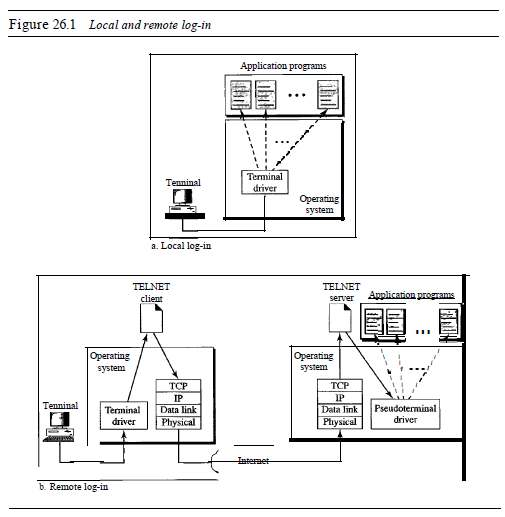 Figure 26.1 Local and remote log-in
Application programs
Terminal
driver
Tenninal
Operating
system
a. Local log-in
TELNET
client
TELNET
server
Application programs
Operating
system
Operating
system
TCP
IP
Data link
Physical
TCP
IP
Data link
Physical
Tenninal
Terminal
driver
Pseudoterminal
driver
Internet
b. Remote log-in